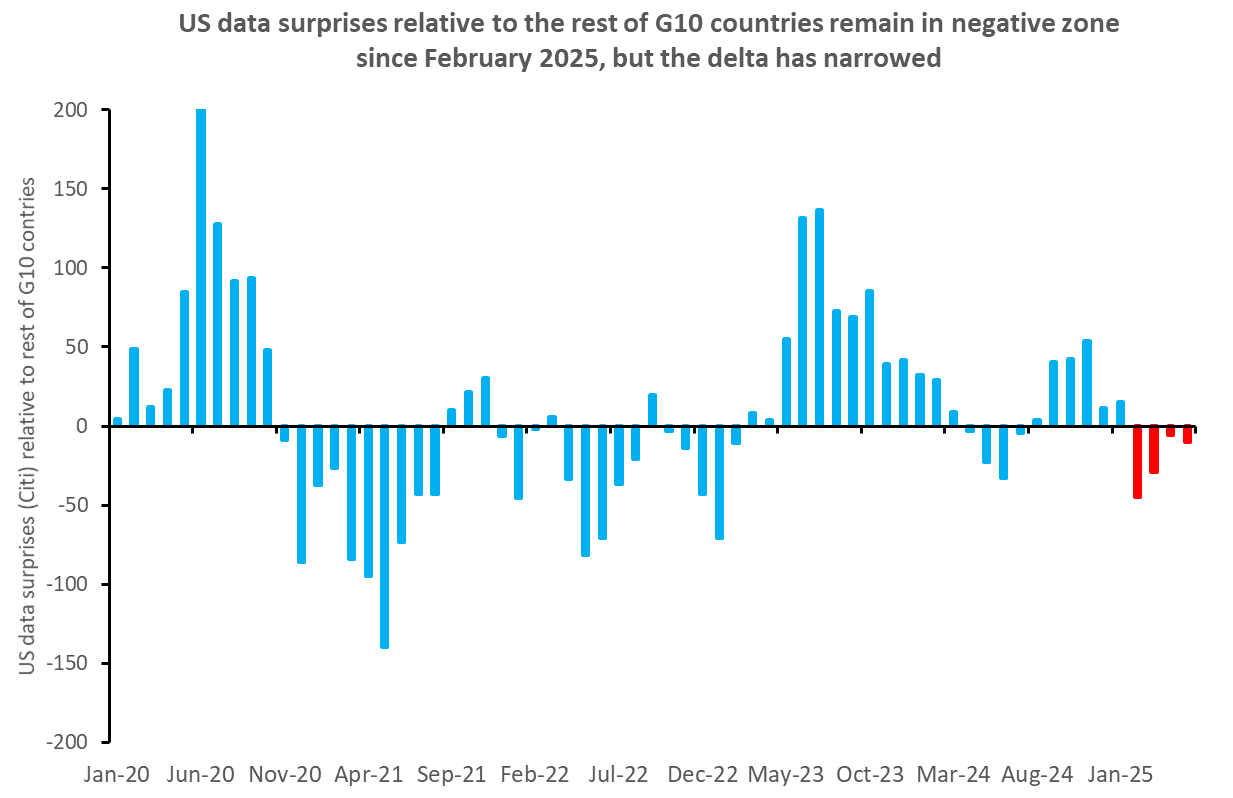 US data surprises relative to the rest of G10 countries remain in negative zone
since February 2025, but the delta has narrowed
US data surprises (Citi) relative to rest of G10 contries
200
150
100
50
0
-50
-100
-150
-200
Jan-20 Jun-20 Nov-20 Apr-21 Sep-21 Feb-22 Jul-22 Dec-22 May-23 Oct-23 Mar-24 Aug-24 Jan-25